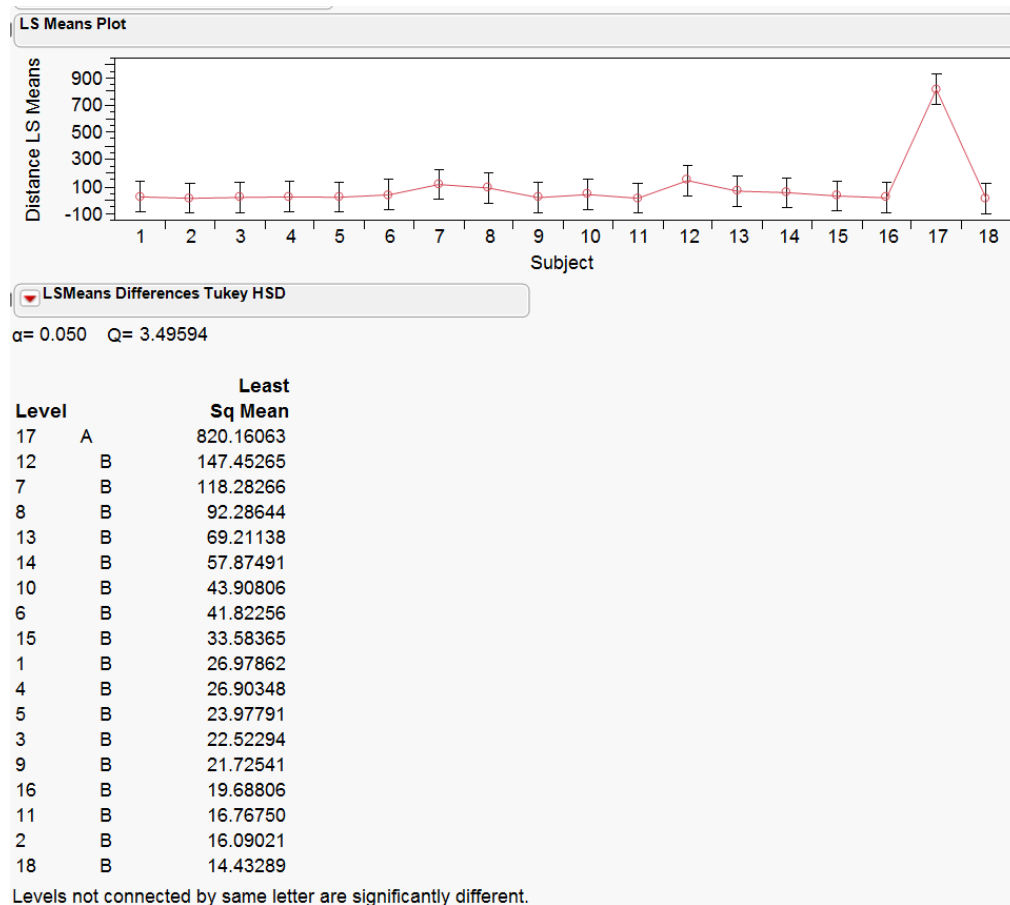 LS Means Plot
Distance LS Means
900
700
500
300
100
-100
1 2 3 4 5 6 7 8 9 10 11 12 13 14 15 16 17 18
Subject
LSMeans Differences Tukey HSD
α= 0.050 Q= 3.49594
Least
Level Sq Mean
17 A 820.16063
12 B 147.45265
7 B 118.28266
8 B 92.28644
13 B 69.21138
14 B 57.87491
10 B 43.90806
6 B 41.82256
15 B 33.58365
1 B 26.97862
4 B 26.90348
5 B 23.97791
3 B 22.52294
9 B 21.72541
16 B 19.68806
11 B 16.76750
2 B 16.09021
18 B 14.43289
Levels not connected by same letter are significantly different.